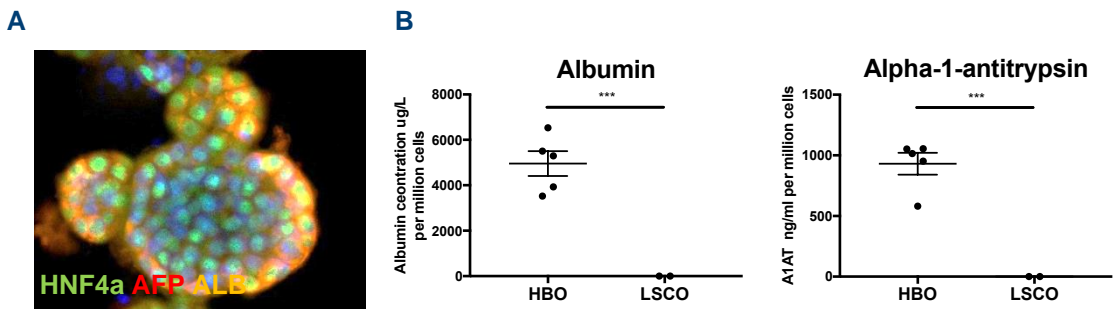 A
B
HNF4a AFP ALB
Albumin
***
Albumin ceontration ug/L
per million cells
8000
6000
4000
2000
0
HBO LSCO
Alpha-1-antitrypsin
***
A1AT ng/ml per million cells
1500
1000
500
0
HBO LSCO